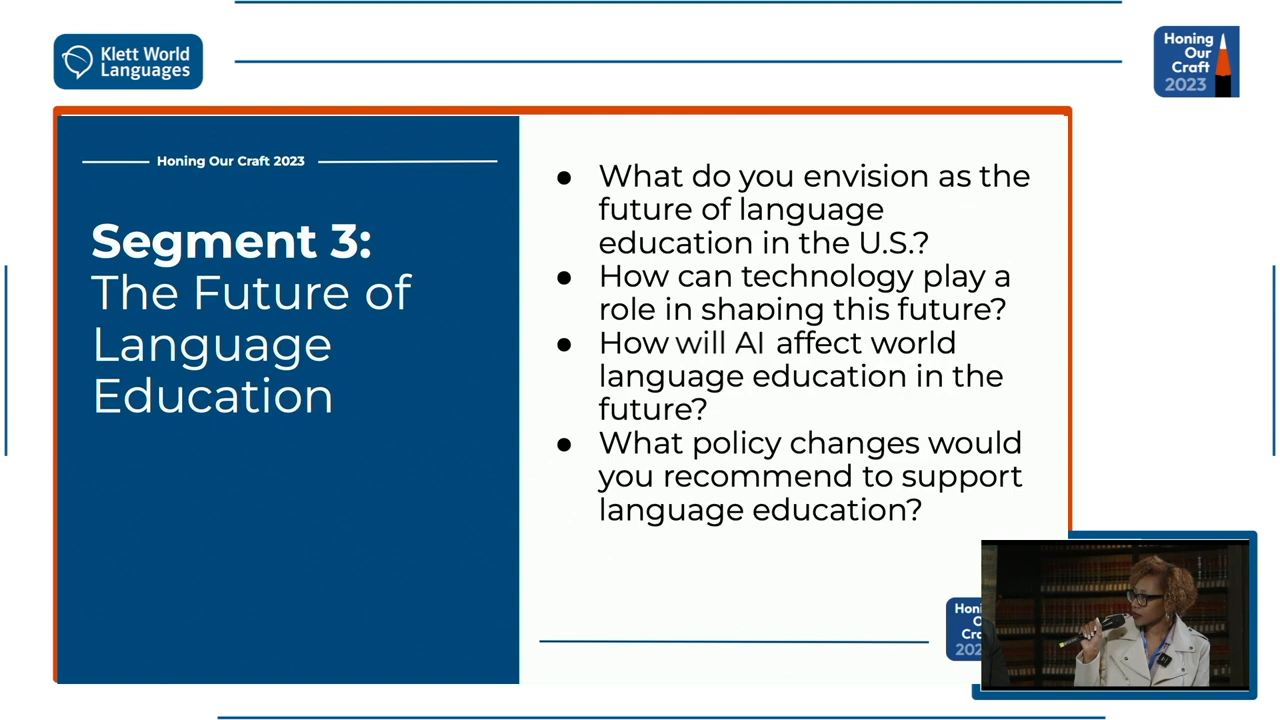 Klett World
Languages
Honing
Our
Craft
2023
Honing Our Craft 2023
Segment 3:
The Future of
Language
Education
● What do you envision as the
future of language
education in the U.S.?
● How can technology play a
role in shaping this future?
● How will AI affect world
language education in the
future?
● What policy changes would
you recommend to support
language education?